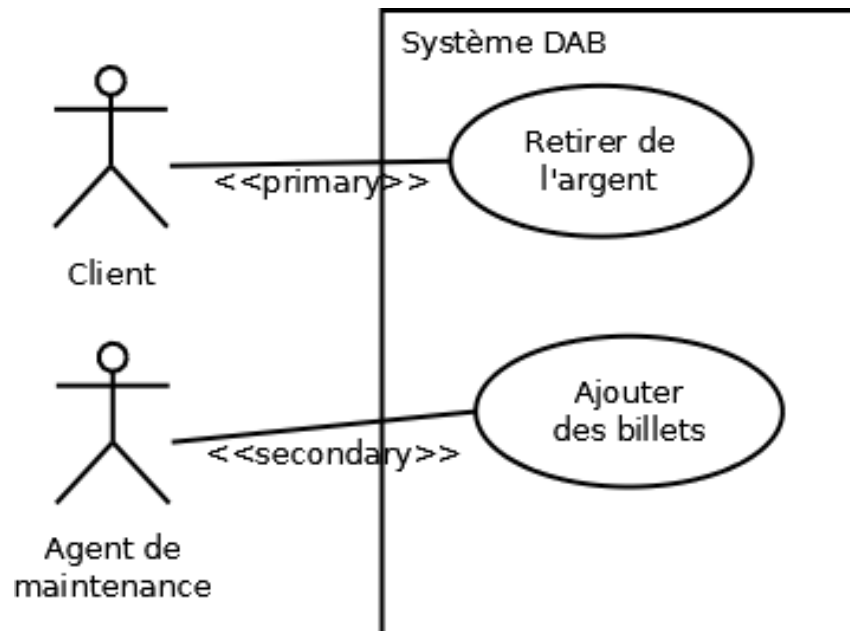 Système DAB
Retirer de
l'argent
<<primary>>
Client
Ajouter
des billets
<<secondary>>
Agent de
maintenance